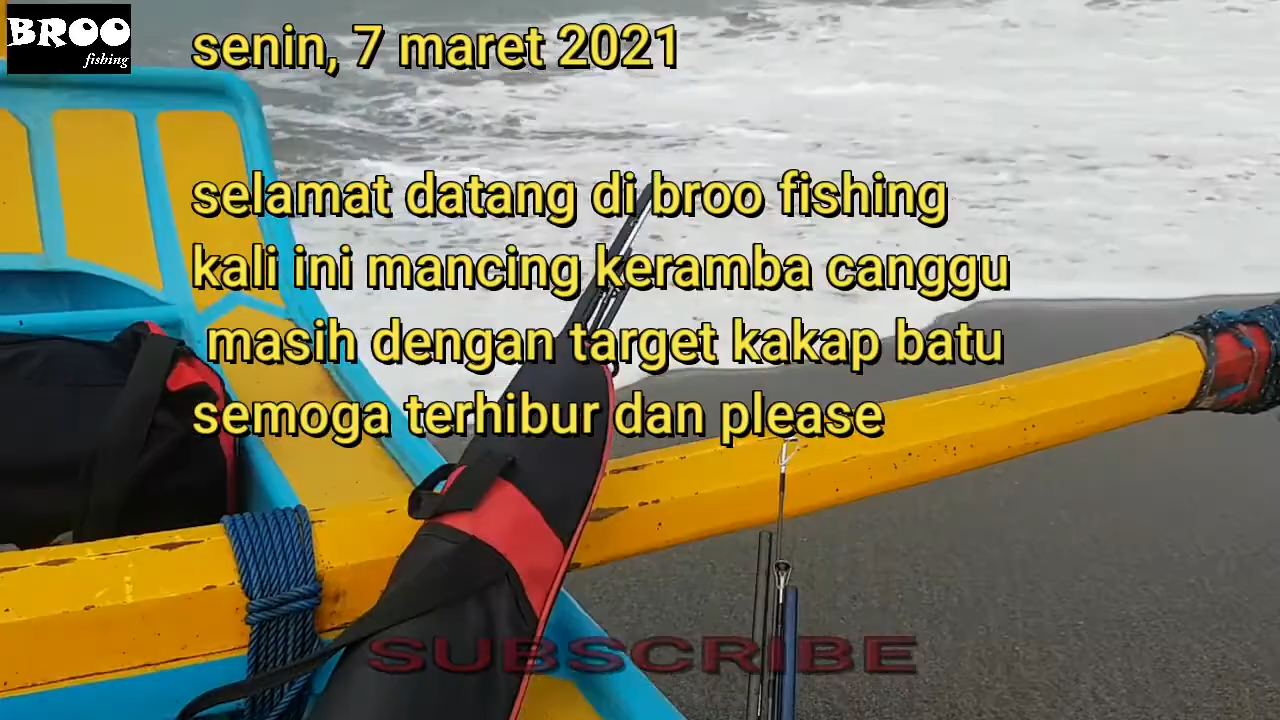 BROO
fishing
senin, 7 maret 2021
selamat datang di broo fishing
kali ini mancing keramba canggu
masih dengan target kakap batu
semoga terhibur dan please
SUBSCRIBE